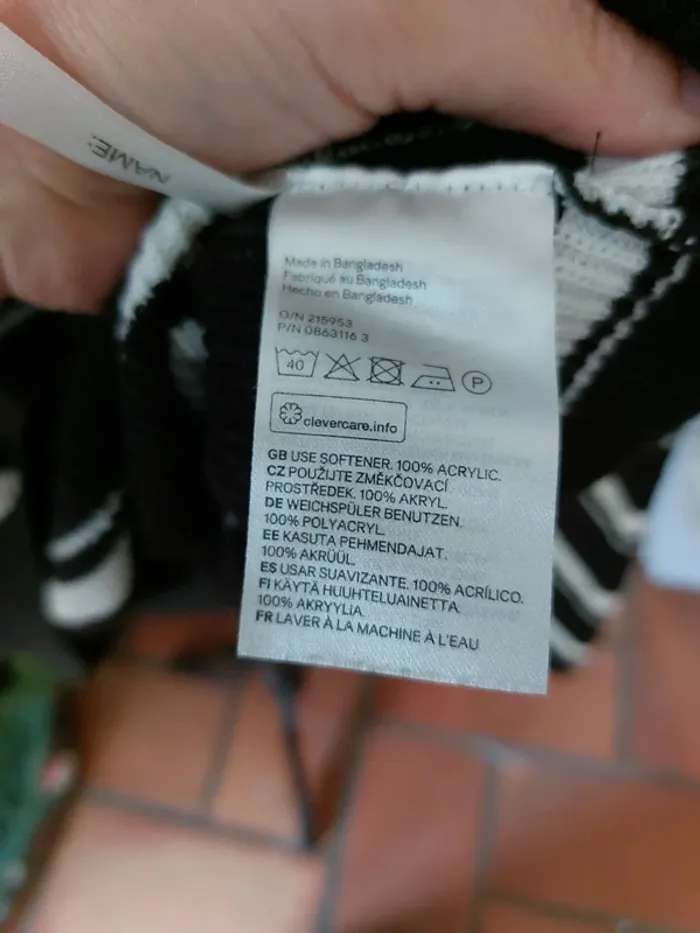 NAME:
Made in Bangladesh
Fabriqué au Bangladesh
Hecho en Bangladesh
O/N 215953
P/N 0863116 3
40
P
clevercare.info
GB USE SOFTENER. 100% ACRYLIC.
CZ POUŽIJTE ZMĚKČOVACÍ
PROSTŘEDEK. 100% AKRYL.
DE WEICHSPÜLER BENUTZEN.
100% POLYACRYL.
EE KASUTA PEHMENDAJAT.
100% AKRÜÜL.
ES USAR SUAVIZANTE. 100% ACRÍLICO.
FI KÄYTÄ HUUHTELUAINETTA.
100% AKRYYLIA.
FR LAVER À LA MACHINE À L'EAU